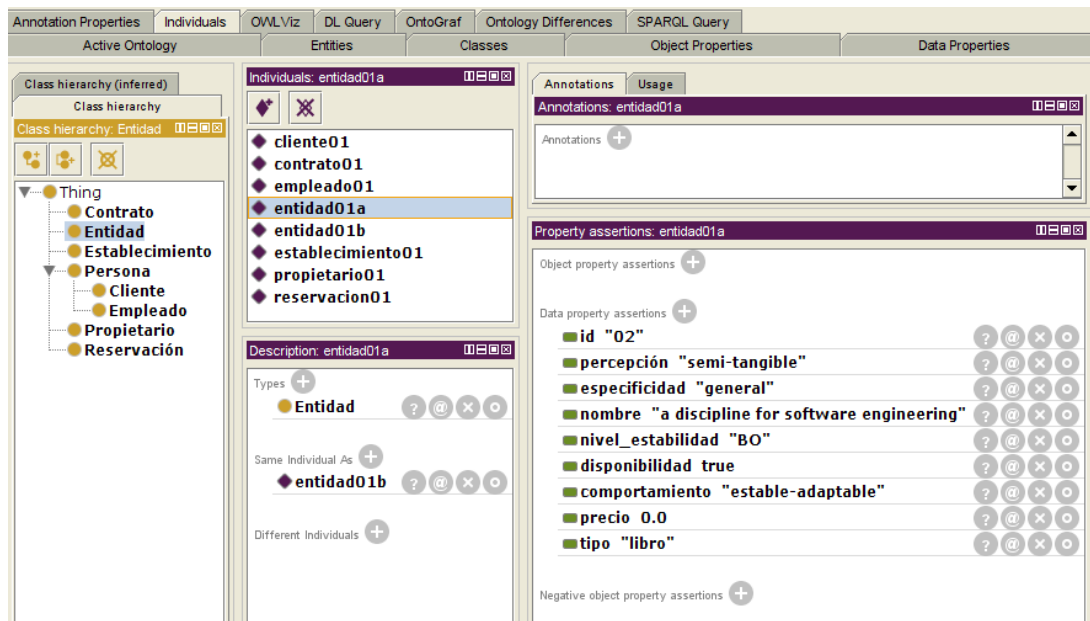 Annotation Properties Individuals OWLViz DL Query OntoGraf Ontology Differences SPARQL Query
Active Ontology Entities Classes Object Properties Data Properties
Class hierarchy (inferred)
Class hierarchy
Class hierarchy: Entidad
Thing
Contrato
Entidad
Establecimiento
Persona
Cliente
Empleado
Propietario
Reservación
Individuals: entidad01a
cliente01
contrato01
empleado01
entidad01a
entidad01b
establecimiento01
propietario01
reservacion01
Description: entidad01a
Types
Entidad
Same Individual As
entidad01b
Different Individuals
Annotations Usage
Annotations: entidad01a
Annotations
Property assertions: entidad01a
Object property assertions
Data property assertions
id "02"
percepción "semi-tangible"
especificidad "general"
nombre "a discipline for software engineering"
nivel_estabilidad "BO"
disponibilidad true
comportamiento "estable-adaptable"
precio 0.0
tipo "libro"
Negative object property assertions